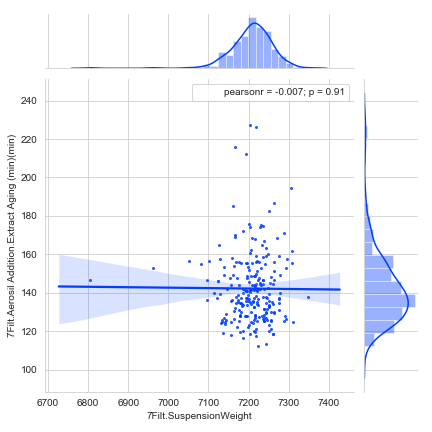 pearsonr = -0.007; p = 0.91
240
220
200
180
160
140
120
100
7Filt.Aerosil Addition.Extract Aging (min)(min)
6700 6800 6900 7000 7100 7200 7300 7400
7Filt.SuspensionWeight